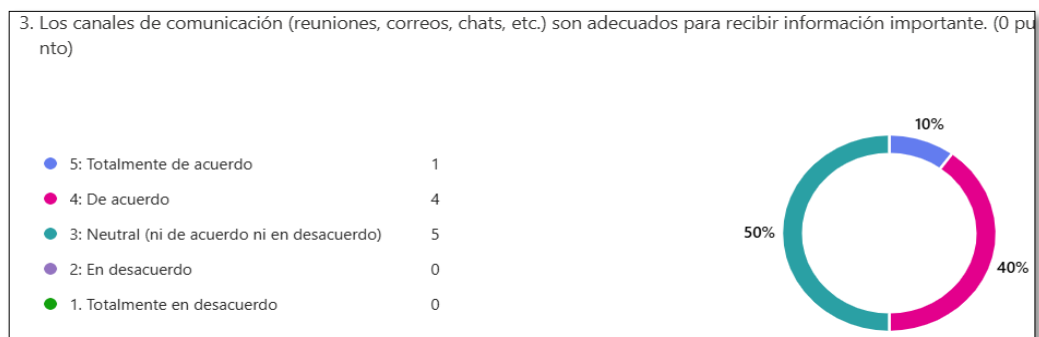 3. Los canales de comunicación (reuniones, correos, chats, etc.) son adecuados para recibir información importante. (0 pu
nto)
10%
5: Totalmente de acuerdo 1
4: De acuerdo 4
3: Neutral (ni de acuerdo ni en desacuerdo) 5
50%
2: En desacuerdo 0
40%
1. Totalmente en desacuerdo 0